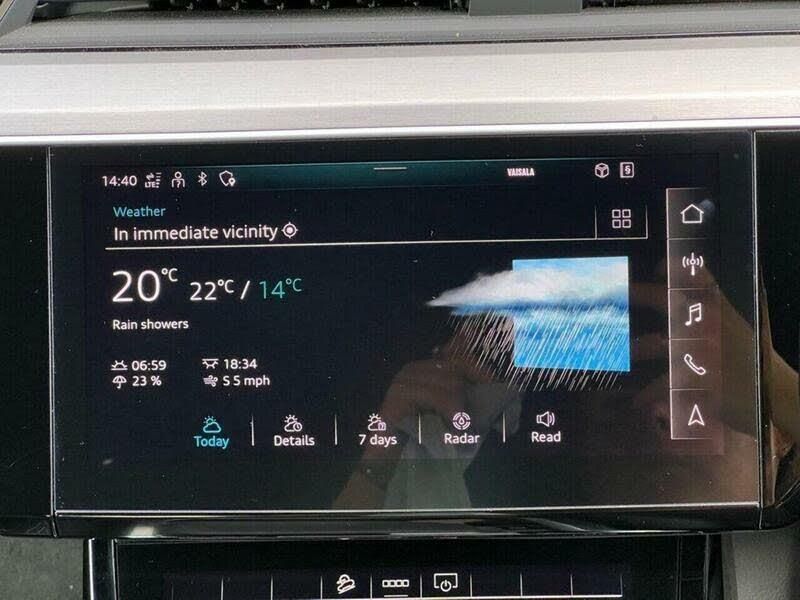 14:40 LTE VAISALA
Weather
In immediate vicinity
20°C 22°C / 14°C
Rain showers
06:59 18:34
23 % S 5 mph
Today Details 7 days Radar Read